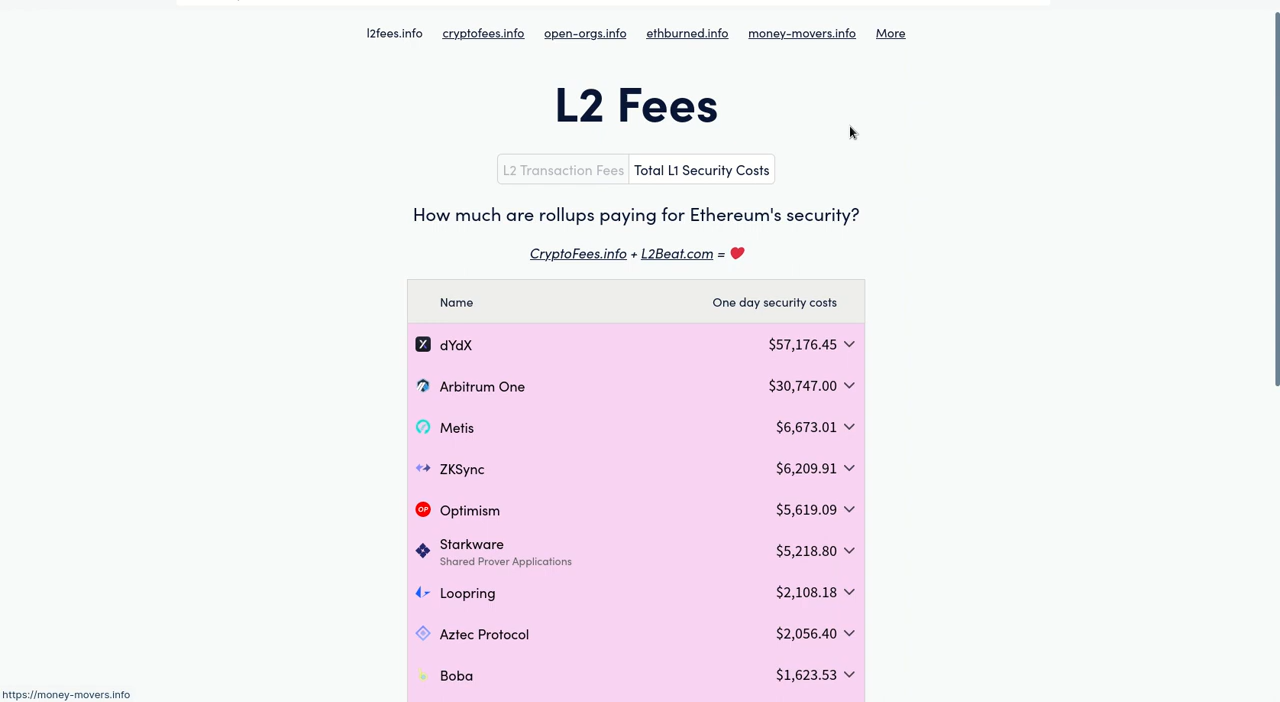 l2fees.info cryptofees.info open-orgs.info ethburned.info money-movers.info More
L2 Fees
L2 Transaction Fees Total L1 Security Costs
How much are rollups paying for Ethereum's security?
CryptoFees.info + L2Beat.com = ❤️
Name One day security costs
dYdX $57,176.45
Arbitrum One $30,747.00
Metis $6,673.01
ZKSync $6,209.91
OP Optimism $5,619.09
Starkware $5,218.80
Shared Prover Applications
Loopring $2,108.18
Aztec Protocol $2,056.40
Boba $1,623.53
https://money-movers.info